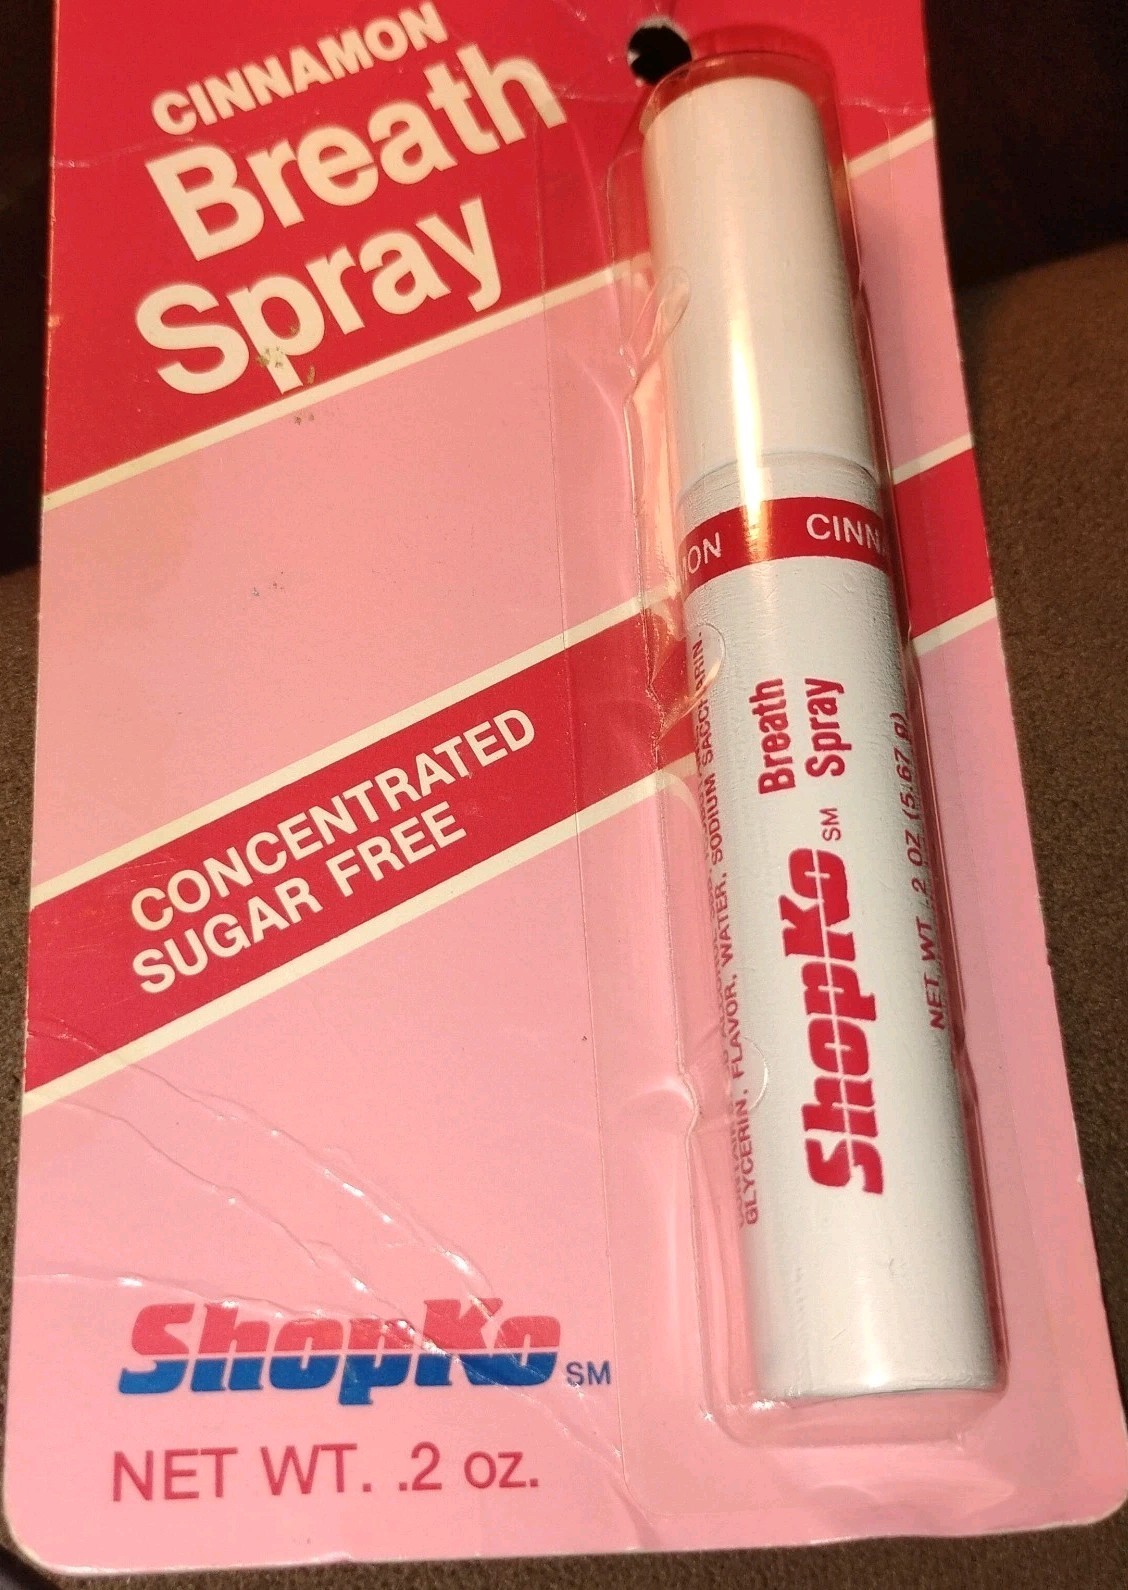 CINNAMON
Breath
Spray
CONCENTRATED
SUGAR FREE
ShopKo SM
NET WT. .2 oz.
CINN
Breath
Spray
ShopKo SM
NET WT .2 OZ (5.67 g)
GLYCERIN, FLAVOR, WATER, SODIUM SACCHARIN.